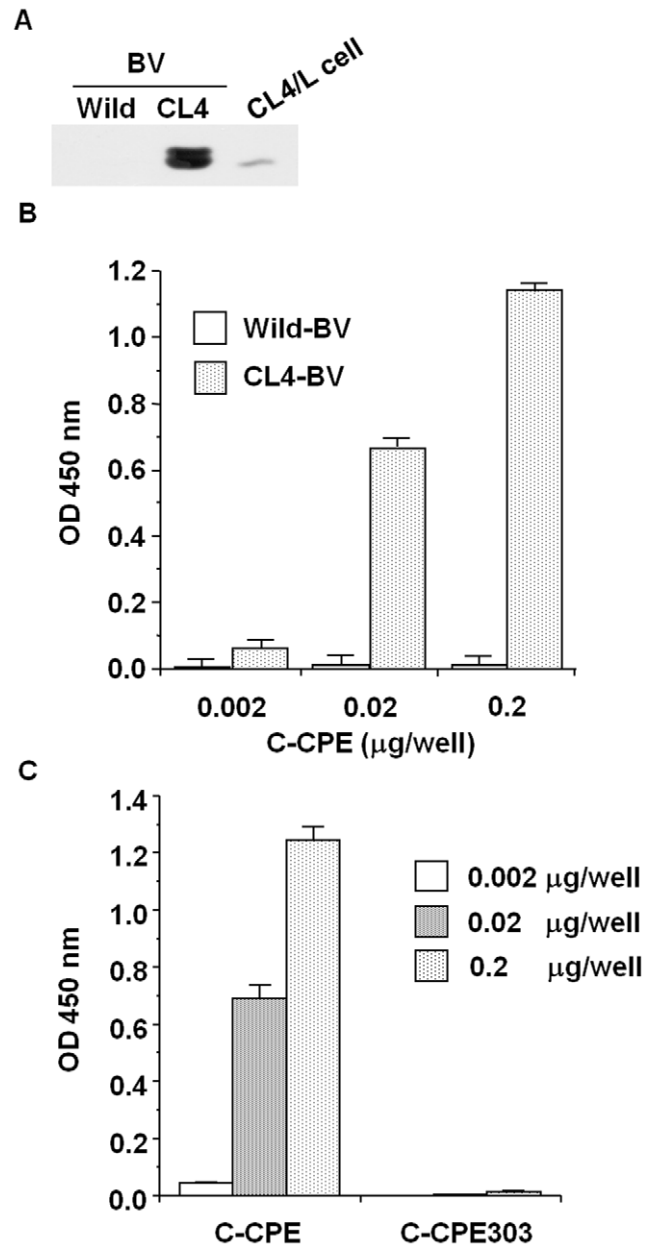 A
BV
Wild CL4 CL4/L cell
B
1.2
1.0
0.8
0.6
0.4
0.2
0.0
OD 450 nm
Wild-BV
CL4-BV
0.002 0.02 0.2
C-CPE (μg/well)
C
1.4
1.2
1.0
0.8
0.6
0.4
0.2
0.0
OD 450 nm
0.002 μg/well
0.02 μg/well
0.2 μg/well
C-CPE C-CPE303